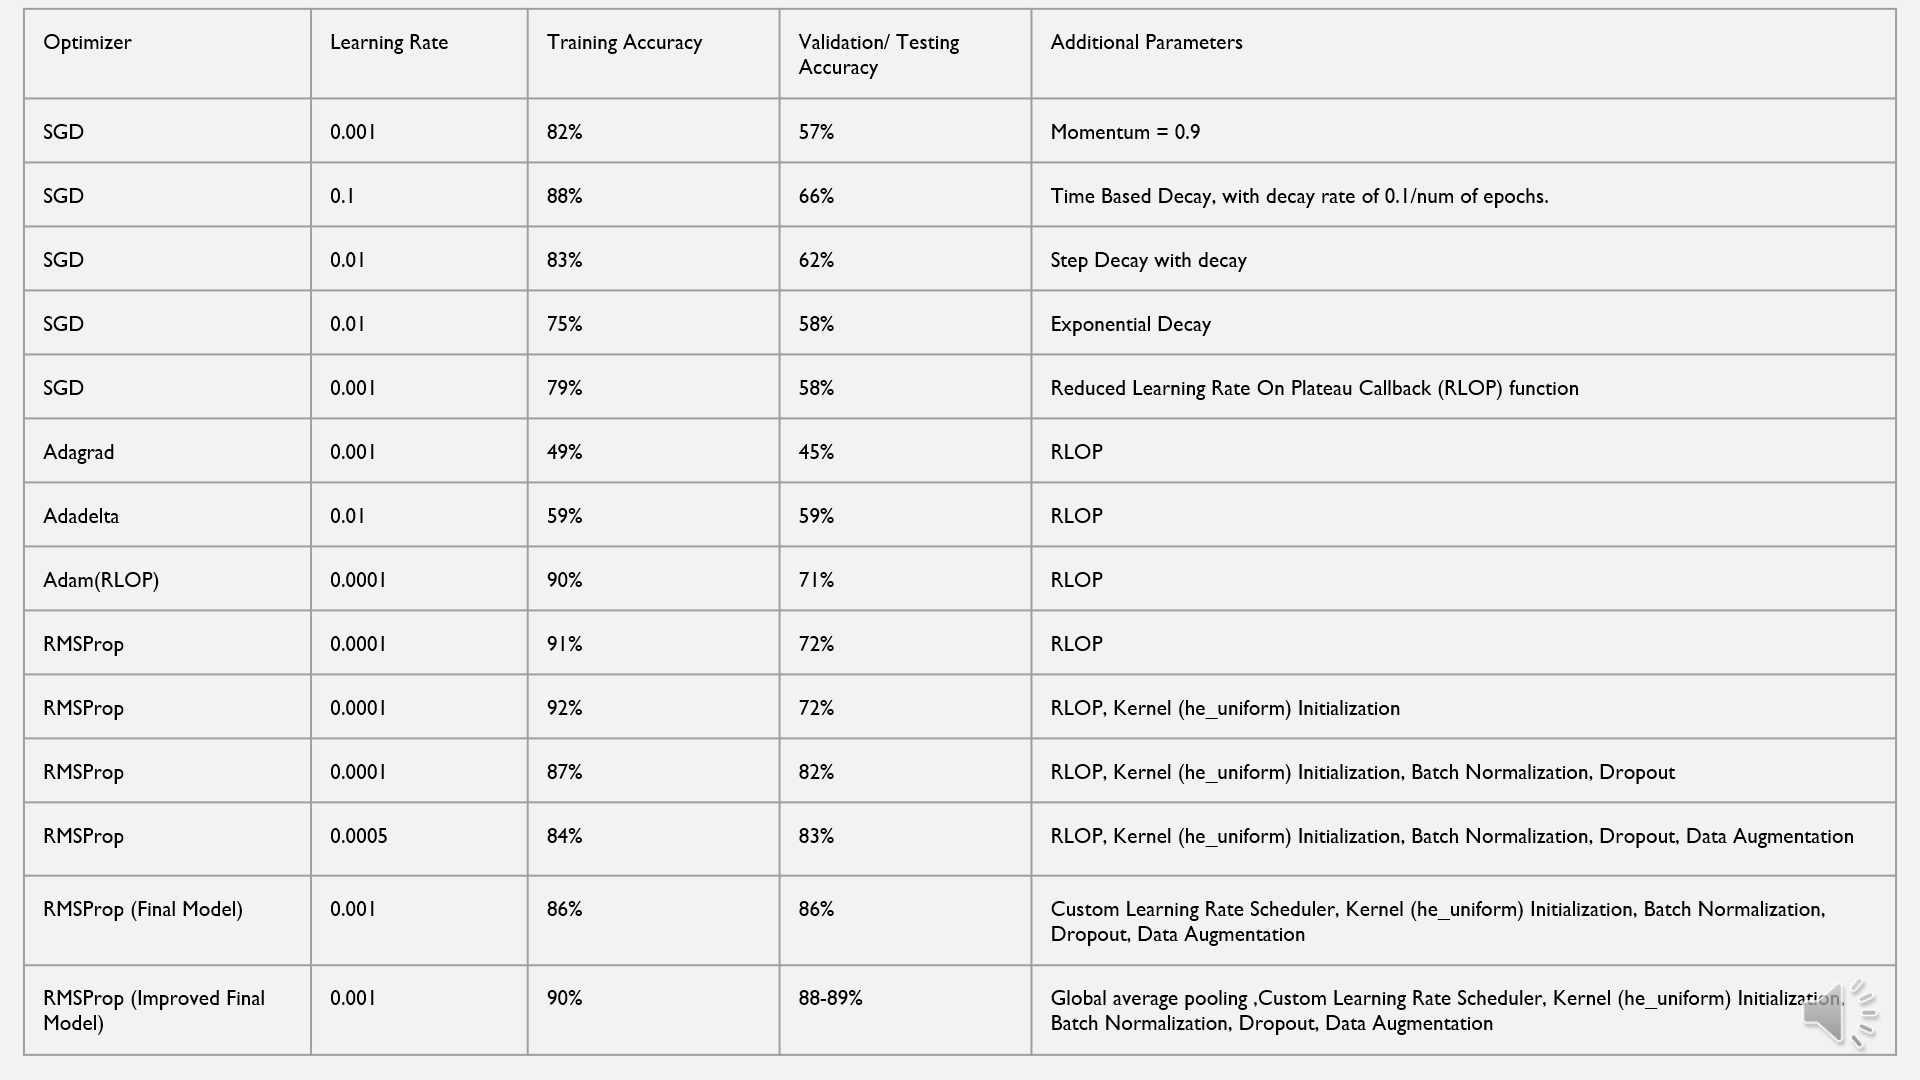 Optimizer Learning Rate Training Accuracy Validation/ Testing Additional Parameters
Accuracy
SGD 0.001 82% 57% Momentum = 0.9
SGD 0.1 88% 66% Time Based Decay, with decay rate of 0.1/num of epochs.
SGD 0.01 83% 62% Step Decay with decay
SGD 0.01 75% 58% Exponential Decay
SGD 0.001 79% 58% Reduced Learning Rate On Plateau Callback (RLOP) function
Adagrad 0.001 49% 45% RLOP
Adadelta 0.01 59% 59% RLOP
Adam(RLOP) 0.0001 90% 71% RLOP
RMSProp 0.0001 91% 72% RLOP
RMSProp 0.0001 92% 72% RLOP, Kernel (he_uniform) Initialization
RMSProp 0.0001 87% 82% RLOP, Kernel (he_uniform) Initialization, Batch Normalization, Dropout
RMSProp 0.0005 84% 83% RLOP, Kernel (he_uniform) Initialization, Batch Normalization, Dropout, Data Augmentation
RMSProp (Final Model) 0.001 86% 86% Custom Learning Rate Scheduler, Kernel (he_uniform) Initialization, Batch Normalization,
Dropout, Data Augmentation
RMSProp (Improved Final 0.001 90% 88-89% Global average pooling ,Custom Learning Rate Scheduler, Kernel (he_uniform) Initialization,
Model) Batch Normalization, Dropout, Data Augmentation